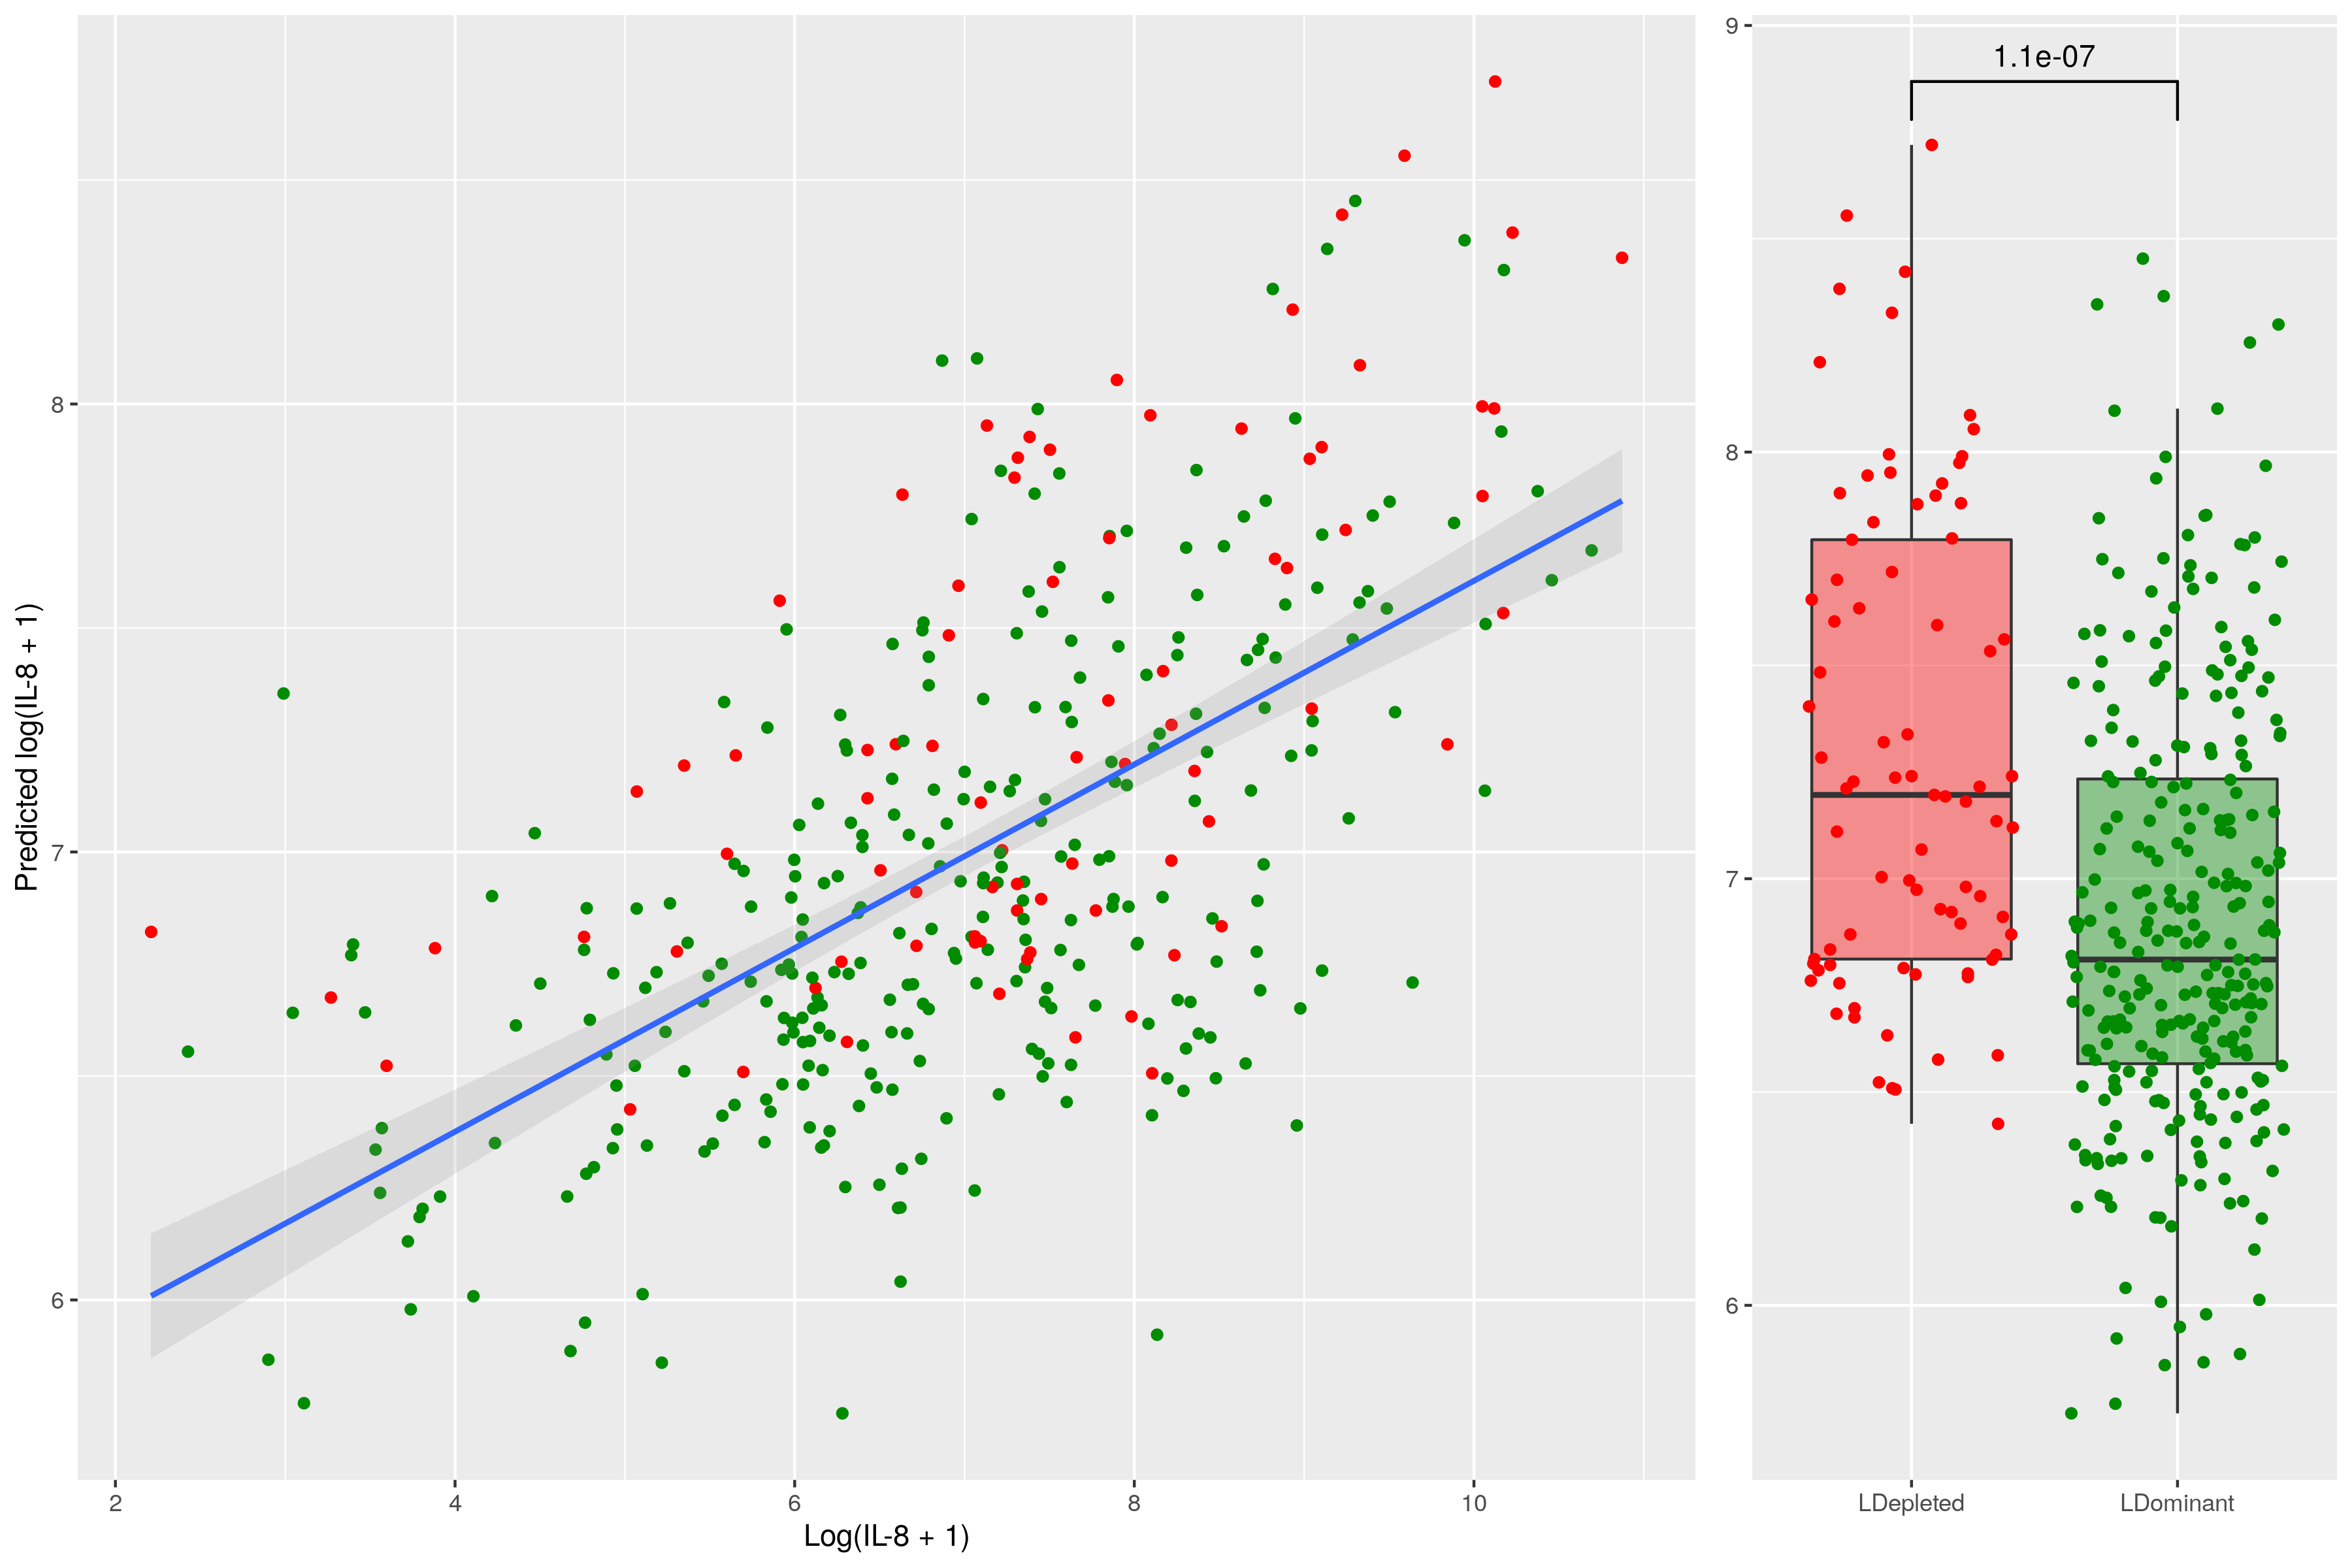 Predicted log(IL-8 + 1)
8
7
6
2 4 6 8 10
Log(IL-8 + 1)
9
8
7
6
1.1e-07
LDepleted LDominant